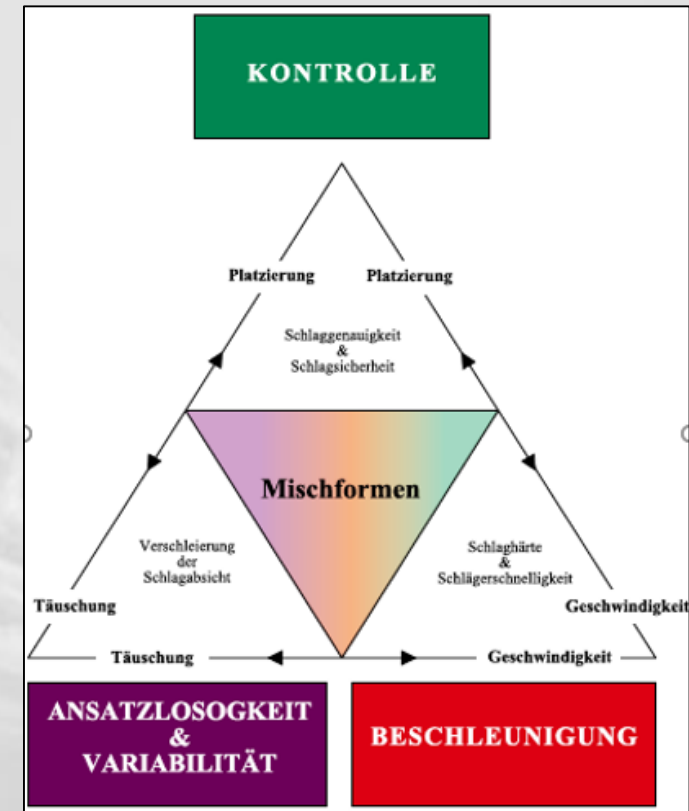 KONTROLLE
Platzierung Platzierung
Schlaggenauigkeit
&
Schlagsicherheit
Mischformen
Verschleierung
der
Schlagabsicht
Schlaghärte
&
Schlägerschnelligkeit
Täuschung
Geschwindigkeit
Täuschung
Geschwindigkeit
ANSATZLOSOGKEIT
&
VARIABILITÄT
BESCHLEUNIGUNG